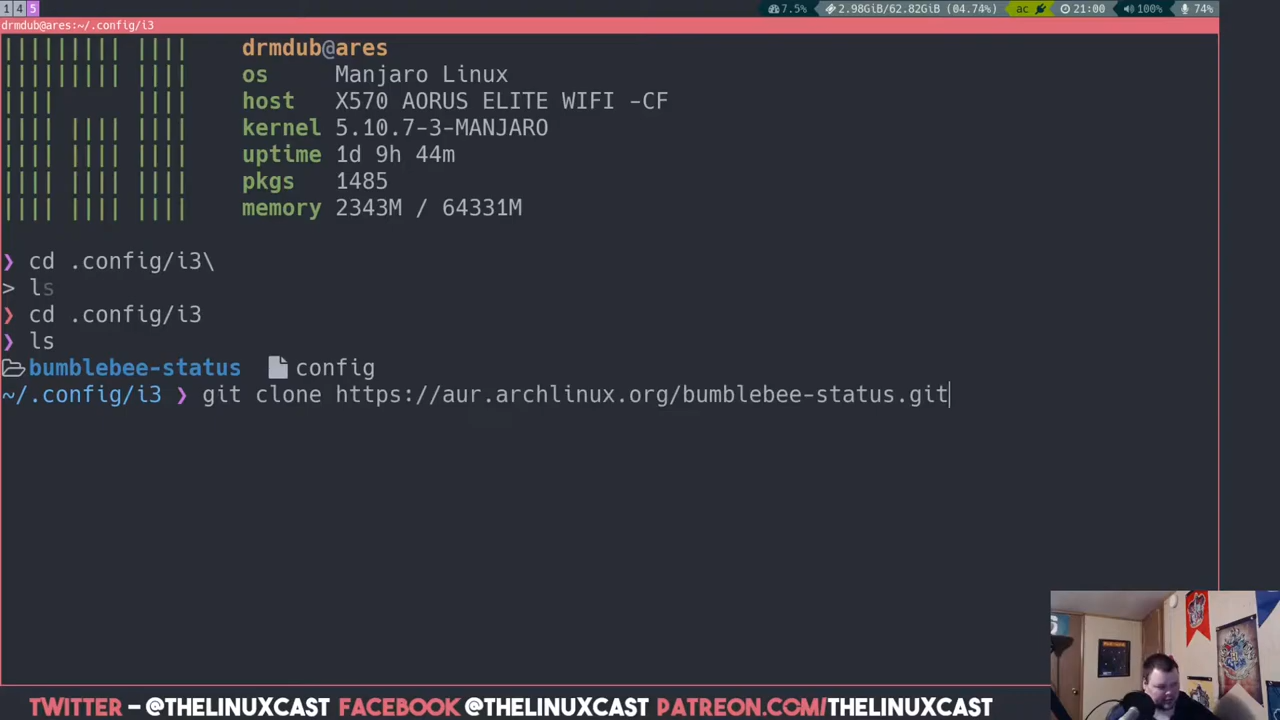 1 4 5
7.5% 2.98GiB/62.82GiB (04.74%) ac 21:00 100% 74%
drmdub@ares:~/.config/i3
drmdub@ares
os Manjaro Linux
host X570 AORUS ELITE WIFI -CF
kernel 5.10.7-3-MANJARO
uptime 1d 9h 44m
pkgs 1485
memory 2343M / 64331M
❯ cd .config/i3\
> ls
❯ cd .config/i3
❯ ls
bumblebee-status config
~/.config/i3 ❯ git clone https://aur.archlinux.org/bumblebee-status.git
TWITTER – @THELINUXCAST FACEBOOK @THELINUXCAST PATREON.COM/THELINUXCAST